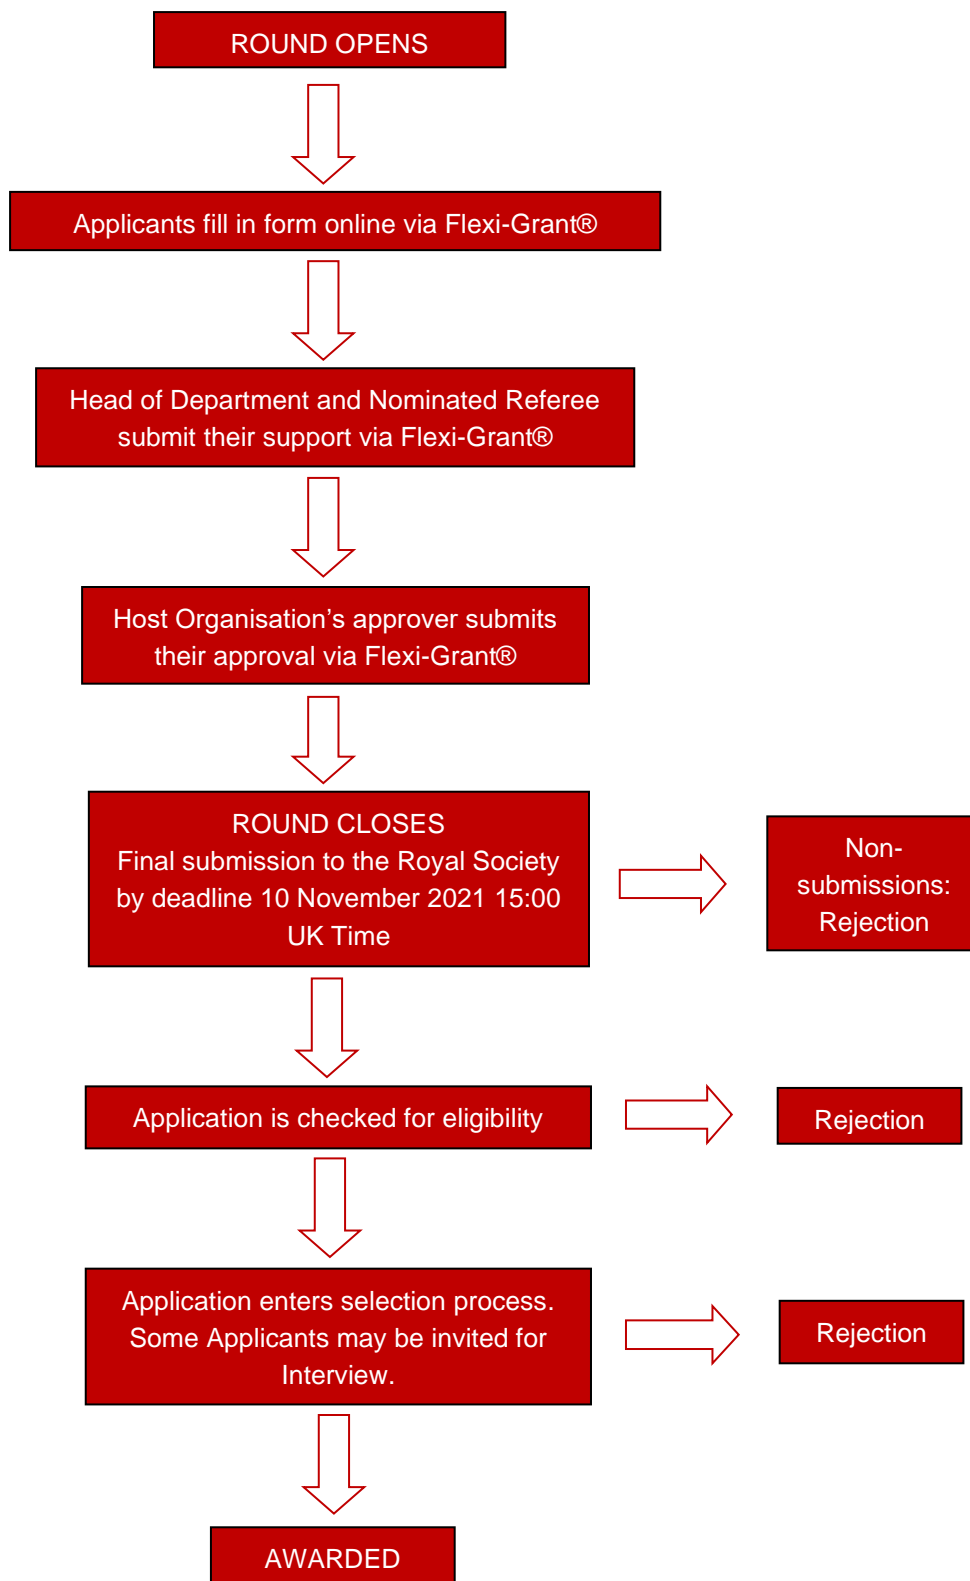 ROUND OPENS
Applicants fill in form online via Flexi-Grant®
Head of Department and Nominated Referee
submit their support via Flexi-Grant®
Host Organisation’s approver submits
their approval via Flexi-Grant®
ROUND CLOSES
Final submission to the Royal Society
by deadline 10 November 2021 15:00
UK Time
Non-
submissions:
Rejection
Application is checked for eligibility
Rejection
Application enters selection process.
Some Applicants may be invited for
Interview.
Rejection
AWARDED